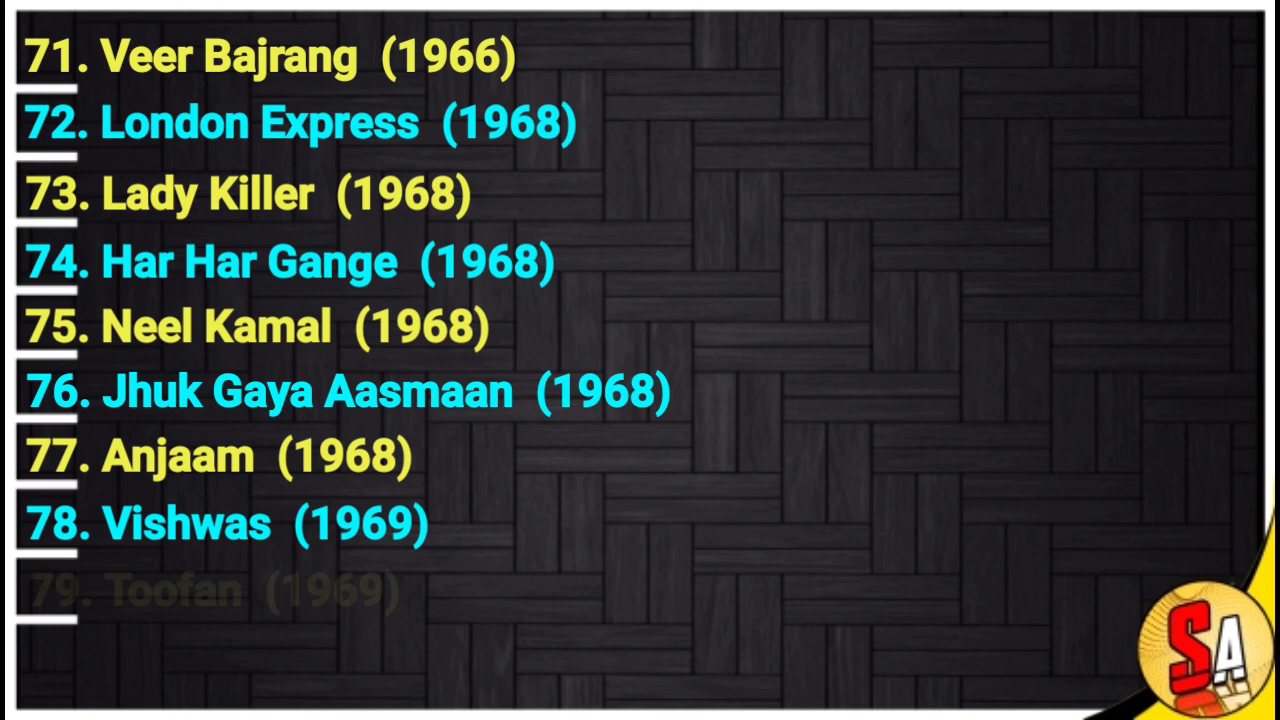 71. Veer Bajrang (1966)
72. London Express (1968)
73. Lady Killer (1968)
74. Har Har Gange (1968)
75. Neel Kamal (1968)
76. Jhuk Gaya Aasmaan (1968)
77. Anjaam (1968)
78. Vishwas (1969)
79. Toofan (1969)
SA